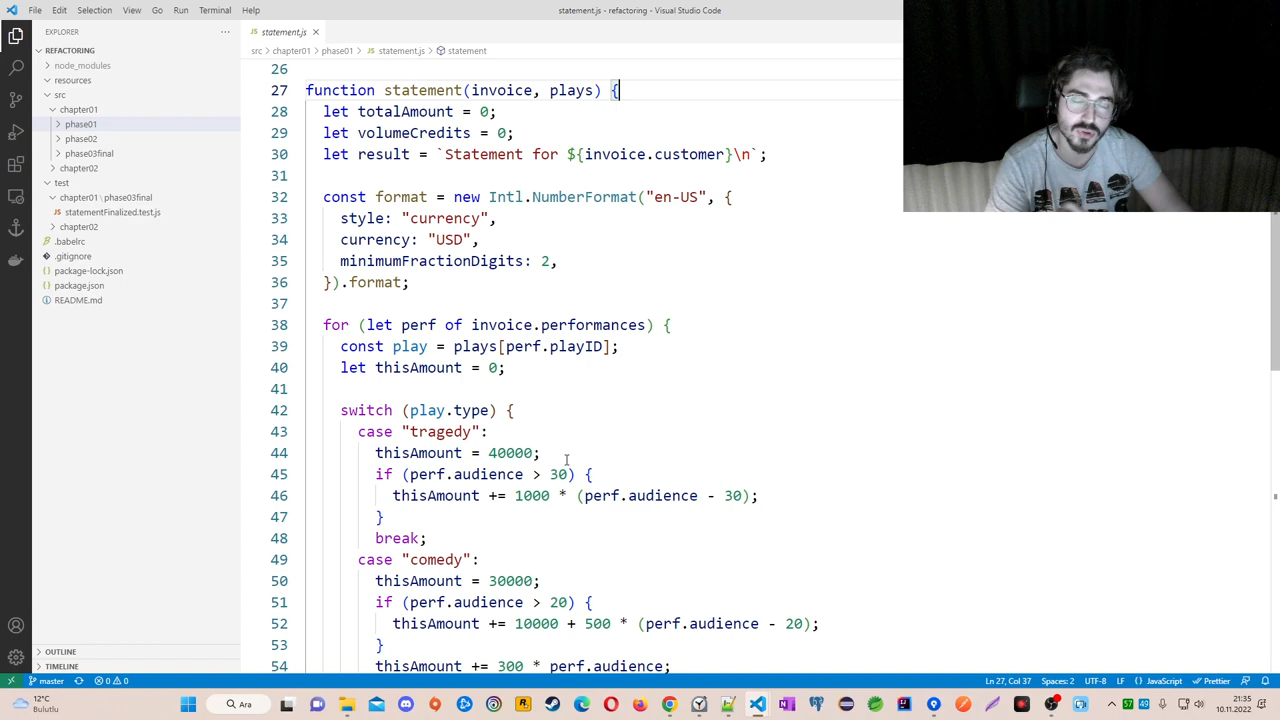 File Edit Selection View Go Run Terminal Help
statement.js - refactoring - Visual Studio Code
EXPLORER
REFACTORING
node_modules
resources
src
chapter01
phase01
phase02
phase03final
chapter02
test
chapter01 \ phase03final
statementFinalized.test.js
chapter02
.babelrc
.gitignore
package-lock.json
package.json
README.md
OUTLINE
TIMELINE
JS statement.js
src > chapter01 > phase01 > JS statement.js > statement
26
27 function statement(invoice, plays) {
28 let totalAmount = 0;
29 let volumeCredits = 0;
30 let result = `Statement for ${invoice.customer}\n`;
31
32 const format = new Intl.NumberFormat("en-US", {
33 style: "currency",
34 currency: "USD",
35 minimumFractionDigits: 2,
36 }).format;
37
38 for (let perf of invoice.performances) {
39 const play = plays[perf.playID];
40 let thisAmount = 0;
41
42 switch (play.type) {
43 case "tragedy":
44 thisAmount = 40000;
45 if (perf.audience > 30) {
46 thisAmount += 1000 * (perf.audience - 30);
47 }
48 break;
49 case "comedy":
50 thisAmount = 30000;
51 if (perf.audience > 20) {
52 thisAmount += 10000 + 500 * (perf.audience - 20);
53 }
54 thisAmount += 300 * perf.audience;
master 0 0 Ln 27, Col 37 Spaces: 2 UTF-8 LF JavaScript Prettier
12°C
Bulutlu
Ara
57 49
21:35
10.11.2022